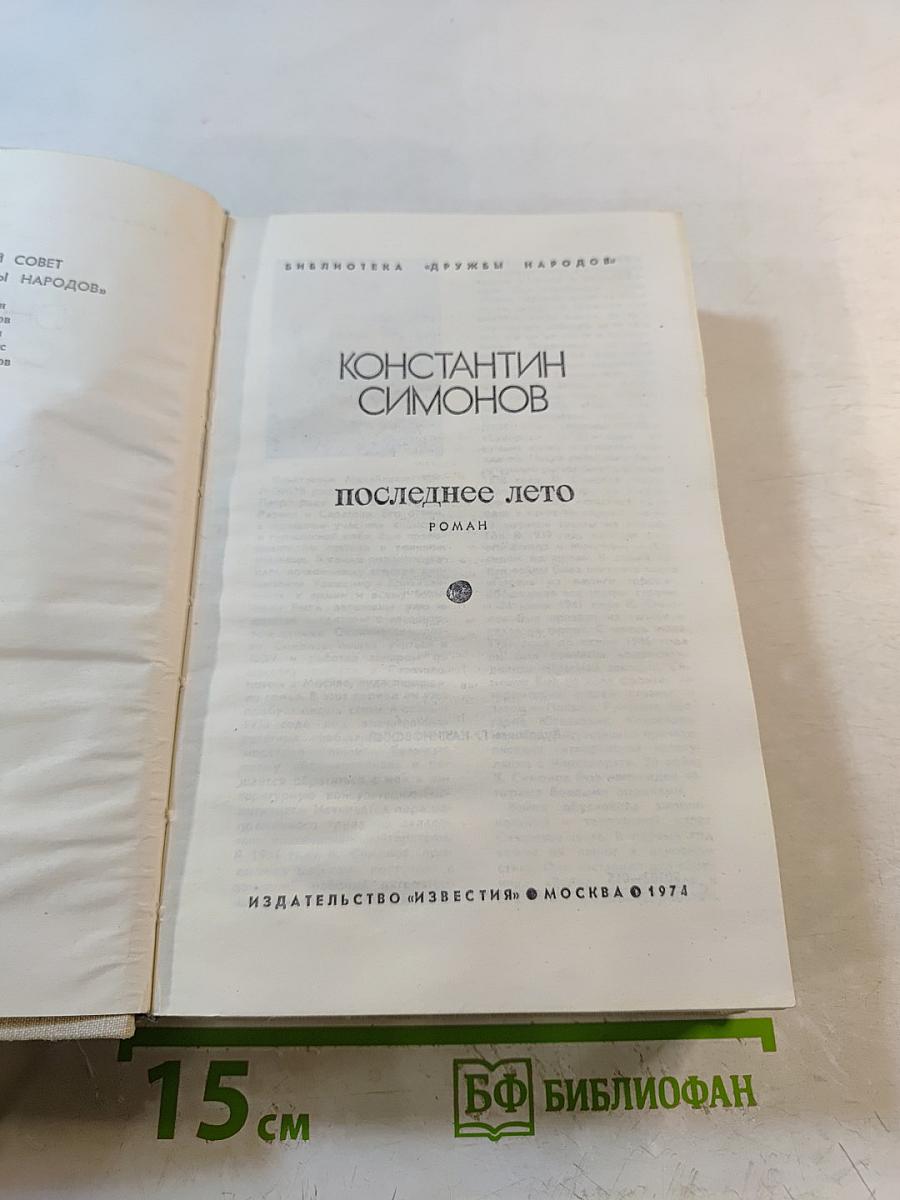 Й СОВЕТ
Ы НАРОДОВ»
БИБЛИОТЕКА «ДРУЖБЫ НАРОДОВ»
КОНСТАНТИН
СИМОНОВ
ПОСЛЕДНЕЕ ЛЕТО
РОМАН
ИЗДАТЕЛЬСТВО «ИЗВЕСТИЯ» МОСКВА 1974
15 см
БФ БИБЛИОФАН